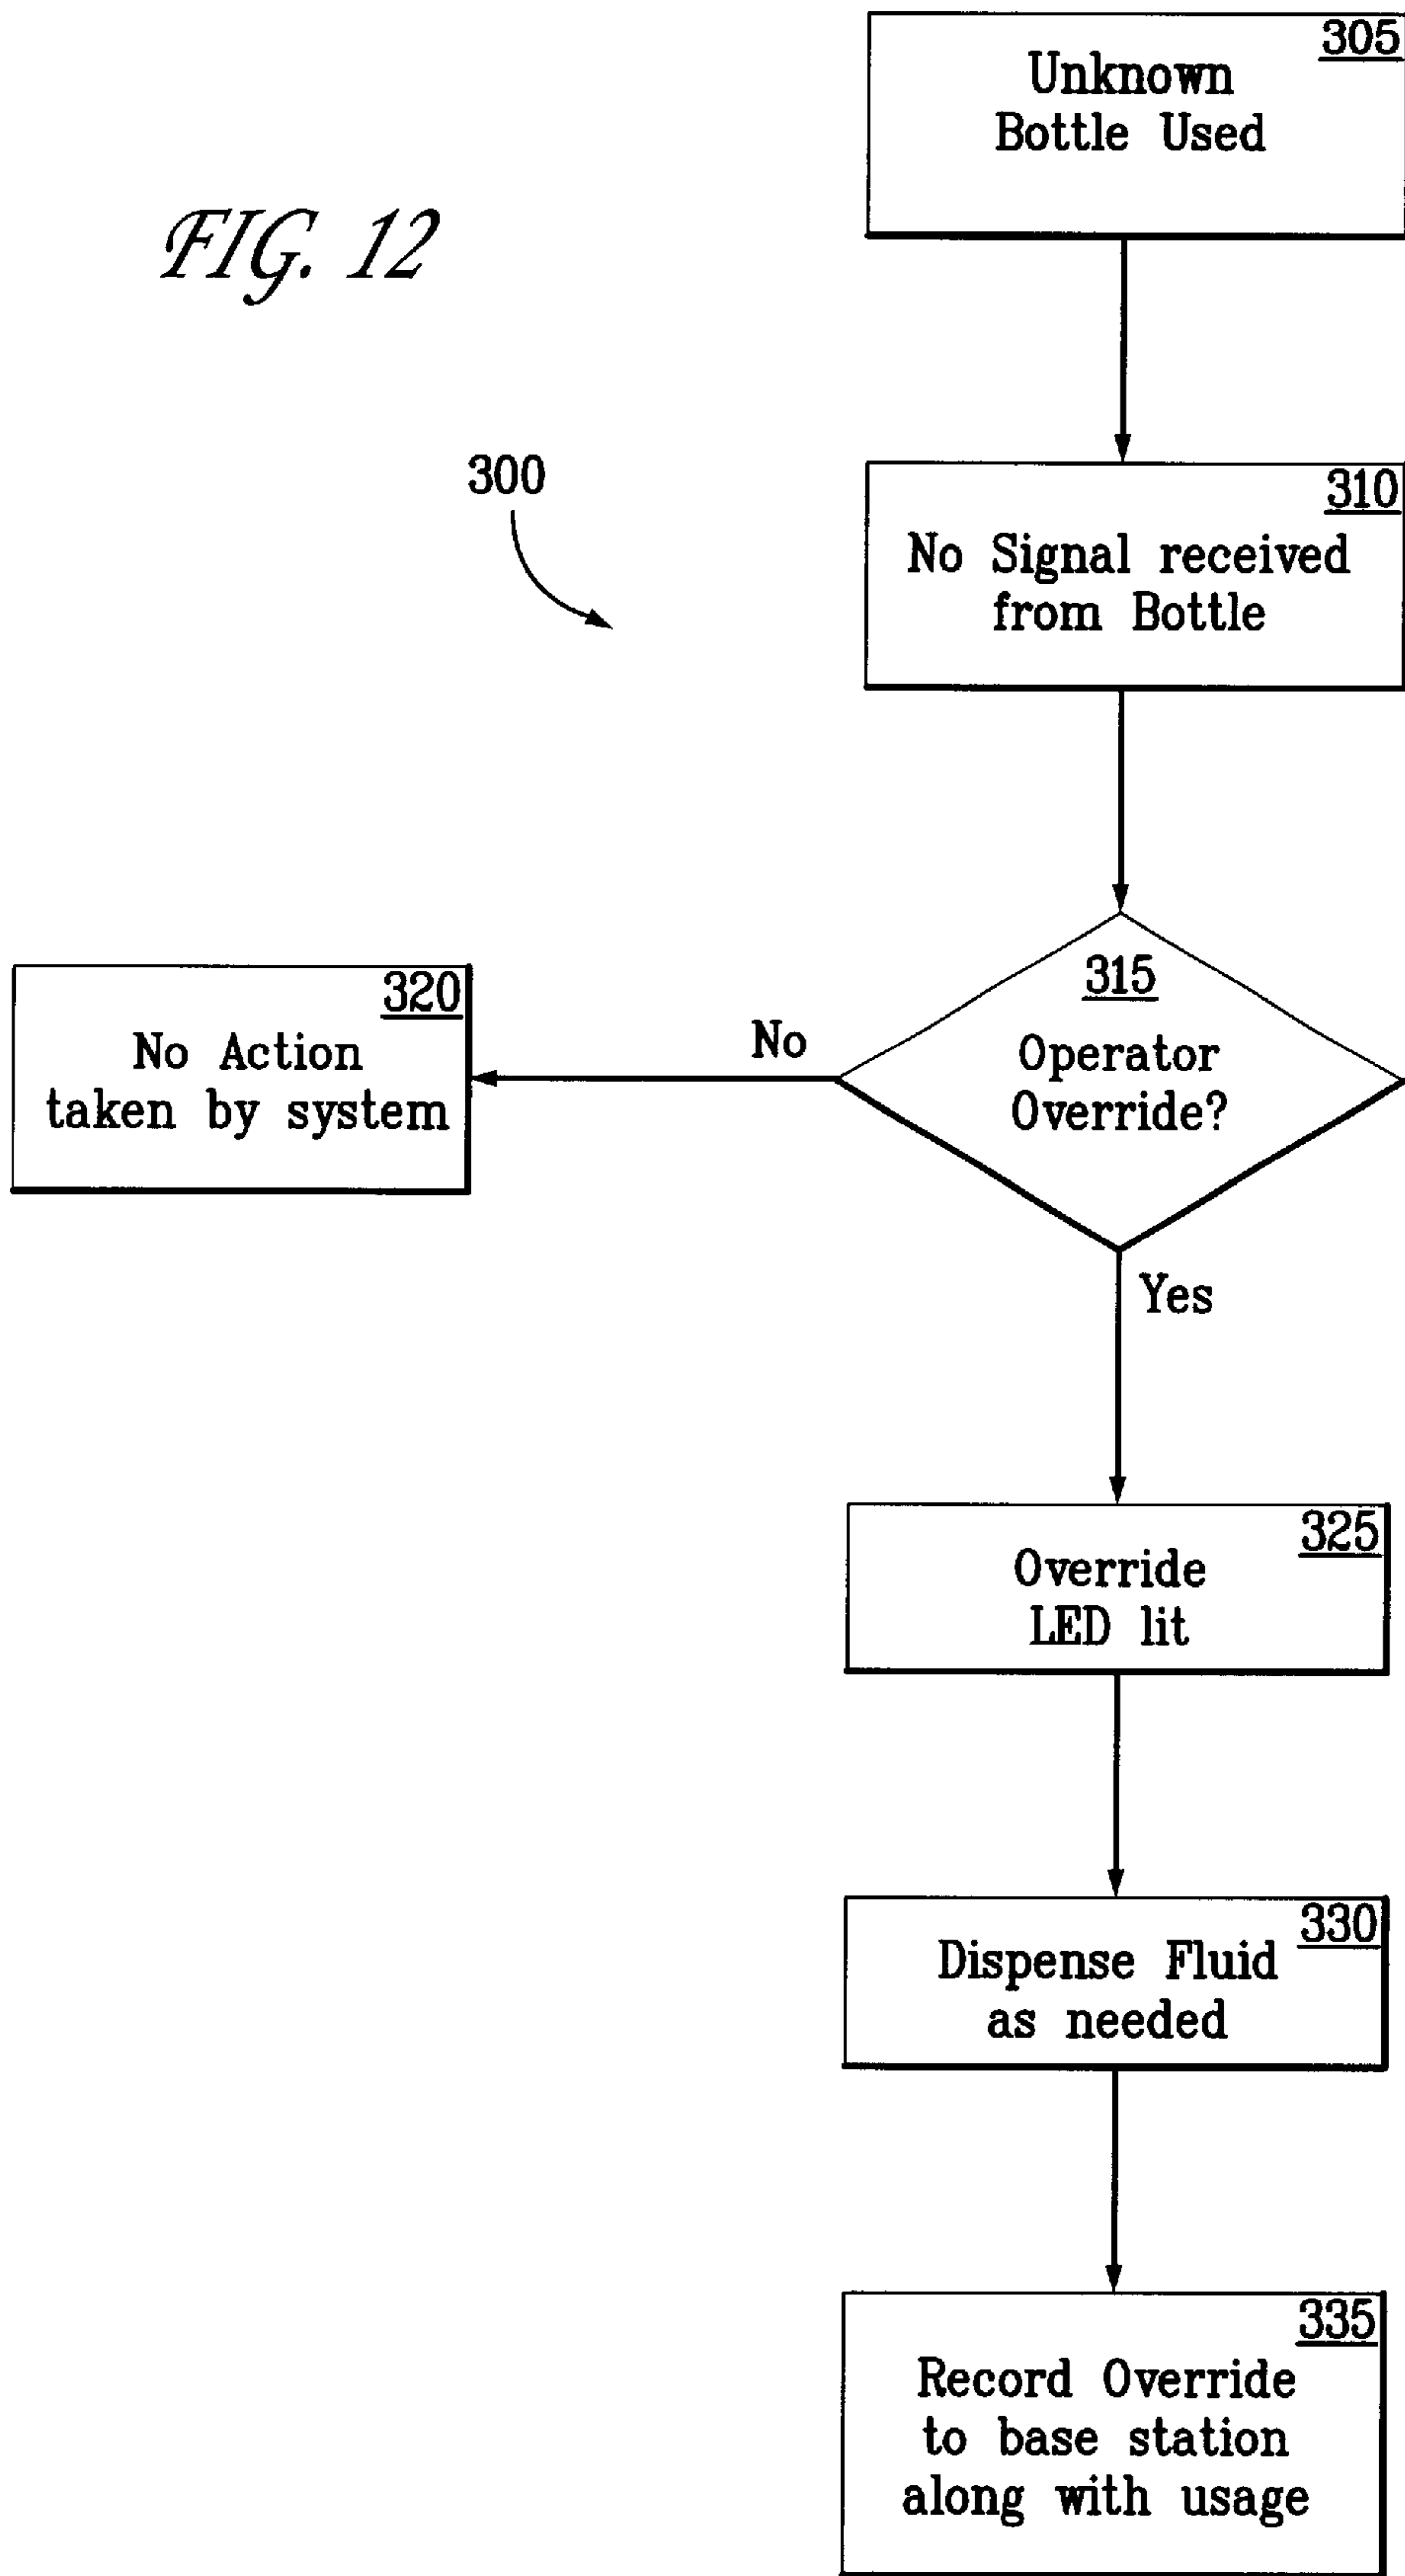 305
Unknown
Bottle Used
FIG. 12
300
310
No Signal received
from Bottle
315
Operator
Override?
No
320
No Action
taken by system
Yes
325
Override
LED lit
330
Dispense Fluid
as needed
335
Record Override
to base station
along with usage